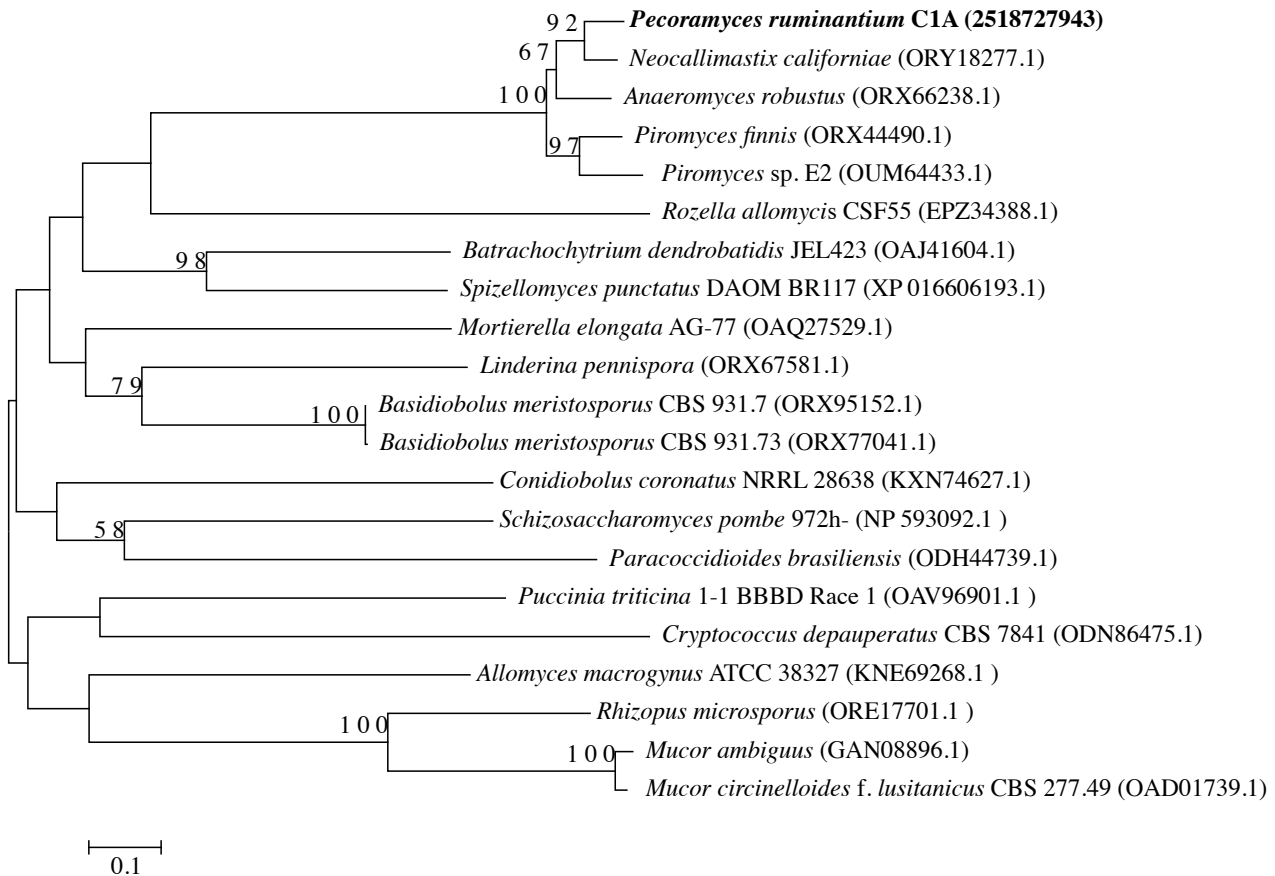 92
Pecoramyces ruminantium C1A (2518727943)
67
Neocallimastix californiae (ORY18277.1)
100
Anaeromyces robustus (ORX66238.1)
Piromyces finnis (ORX44490.1)
97
Piromyces sp. E2 (OUM64433.1)
Rozella allomycis CSF55 (EPZ34388.1)
98
Batrachochytrium dendrobatidis JEL423 (OAJ41604.1)
Spizellomyces punctatus DAOM BR117 (XP 016606193.1)
Mortierella elongata AG-77 (OAQ27529.1)
Linderina pennispora (ORX67581.1)
79
Basidiobolus meristosporus CBS 931.7 (ORX95152.1)
100
Basidiobolus meristosporus CBS 931.73 (ORX77041.1)
Conidiobolus coronatus NRRL 28638 (KXN74627.1)
Schizosaccharomyces pombe 972h- (NP 593092.1 )
58
Paracoccidioides brasiliensis (ODH44739.1)
Puccinia triticina 1-1 BBBD Race 1 (OAV96901.1 )
Cryptococcus depauperatus CBS 7841 (ODN86475.1)
Allomyces macrogynus ATCC 38327 (KNE69268.1 )
Rhizopus microsporus (ORE17701.1 )
100
Mucor ambiguus (GAN08896.1)
100
Mucor circinelloides f. lusitanicus CBS 277.49 (OAD01739.1)
0.1